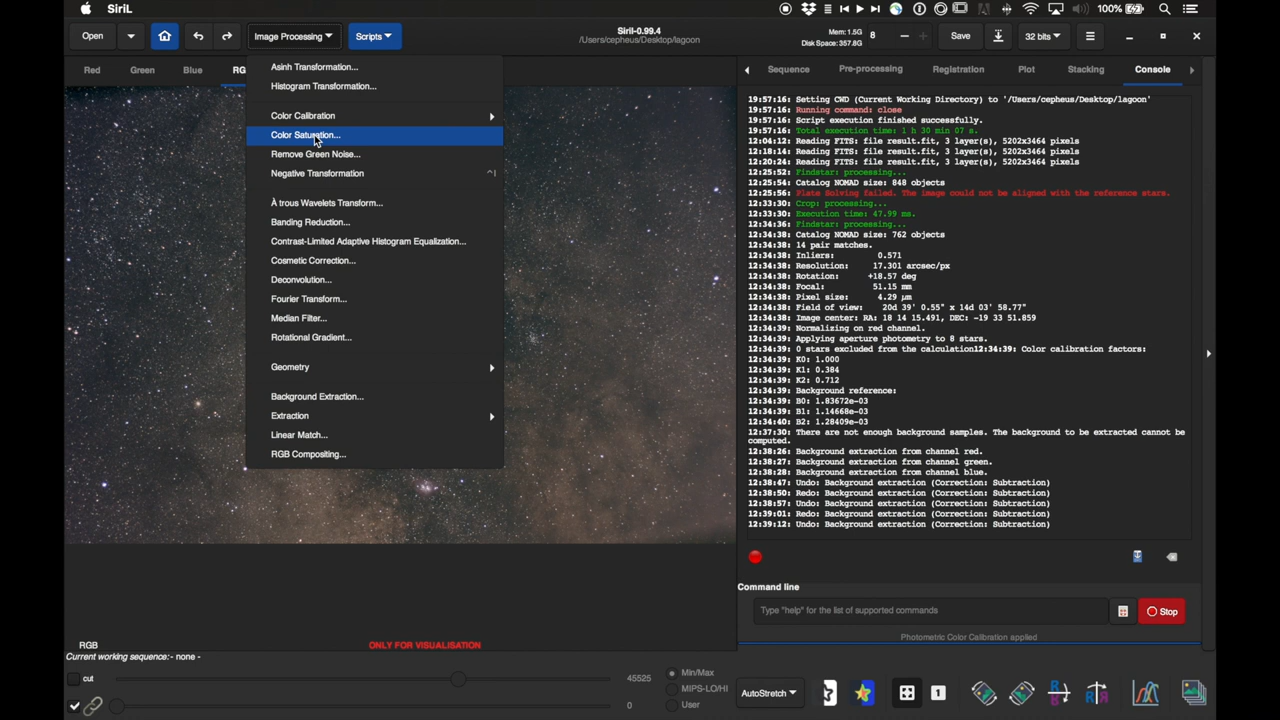 SiriL
100%
Open
Image Processing
Scripts
Siril-0.99.4
/Users/cepheus/Desktop/lagoon
Mem: 1.5G
Disk Space: 357.8G
8
Save
32 bits
Red
Green
Blue
RG
Sequence
Pre-processing
Registration
Plot
Stacking
Console
Asinh Transformation...
Histogram Transformation...
Color Calibration
Color Saturation...
Remove Green Noise...
Negative Transformation
À trous Wavelets Transform...
Banding Reduction...
Contrast-Limited Adaptive Histogram Equalization...
Cosmetic Correction...
Deconvolution...
Fourier Transform...
Median Filter...
Rotational Gradient...
Geometry
Background Extraction...
Extraction
Linear Match...
RGB Compositing...
19:57:16: Setting CWD (Current Working Directory) to '/Users/cepheus/Desktop/lagoon'
19:57:16: Running command: close
19:57:16: Script execution finished successfully.
19:57:16: Total execution time: 1 h 30 min 07 s.
12:04:12: Reading FITS: file result.fit, 3 layer(s), 5202x3464 pixels
12:18:14: Reading FITS: file result.fit, 3 layer(s), 5202x3464 pixels
12:20:24: Reading FITS: file result.fit, 3 layer(s), 5202x3464 pixels
12:25:52: Findstar: processing...
12:25:54: Catalog NOMAD size: 848 objects
12:25:56: Plate Solving failed. The image could not be aligned with the reference stars.
12:33:30: Crop: processing...
12:33:30: Execution time: 47.99 ms.
12:34:36: Findstar: processing...
12:34:38: Catalog NOMAD size: 762 objects
12:34:38: 14 pair matches.
12:34:38: Inliers: 0.571
12:34:38: Resolution: 17.301 arcsec/px
12:34:38: Rotation: +18.57 deg
12:34:38: Focal: 51.15 mm
12:34:38: Pixel size: 4.29 µm
12:34:38: Field of view: 20d 39' 0.55" x 14d 03' 58.77"
12:34:38: Image center: RA: 18 14 15.491, DEC: -19 33 51.859
12:34:39: Normalizing on red channel.
12:34:39: Applying aperture photometry to 8 stars.
12:34:39: 0 stars excluded from the calculation12:34:39: Color calibration factors:
12:34:39: K0: 1.000
12:34:39: K1: 0.384
12:34:39: K2: 0.712
12:34:39: Background reference:
12:34:39: B0: 1.83672e-03
12:34:39: B1: 1.14668e-03
12:34:40: B2: 1.28409e-03
12:37:30: There are not enough background samples. The background to be extracted cannot be
computed.
12:38:26: Background extraction from channel red.
12:38:27: Background extraction from channel green.
12:38:28: Background extraction from channel blue.
12:38:47: Undo: Background extraction (Correction: Subtraction)
12:38:50: Redo: Background extraction (Correction: Subtraction)
12:38:57: Undo: Background extraction (Correction: Subtraction)
12:39:01: Redo: Background extraction (Correction: Subtraction)
12:39:12: Undo: Background extraction (Correction: Subtraction)
Command line
Type "help" for the list of supported commands
Stop
Photometric Color Calibration applied
RGB
ONLY FOR VISUALISATION
Current working sequence:- none -
cut
45525
0
Min/Max
MIPS-LO/HI
User
AutoStretch
1